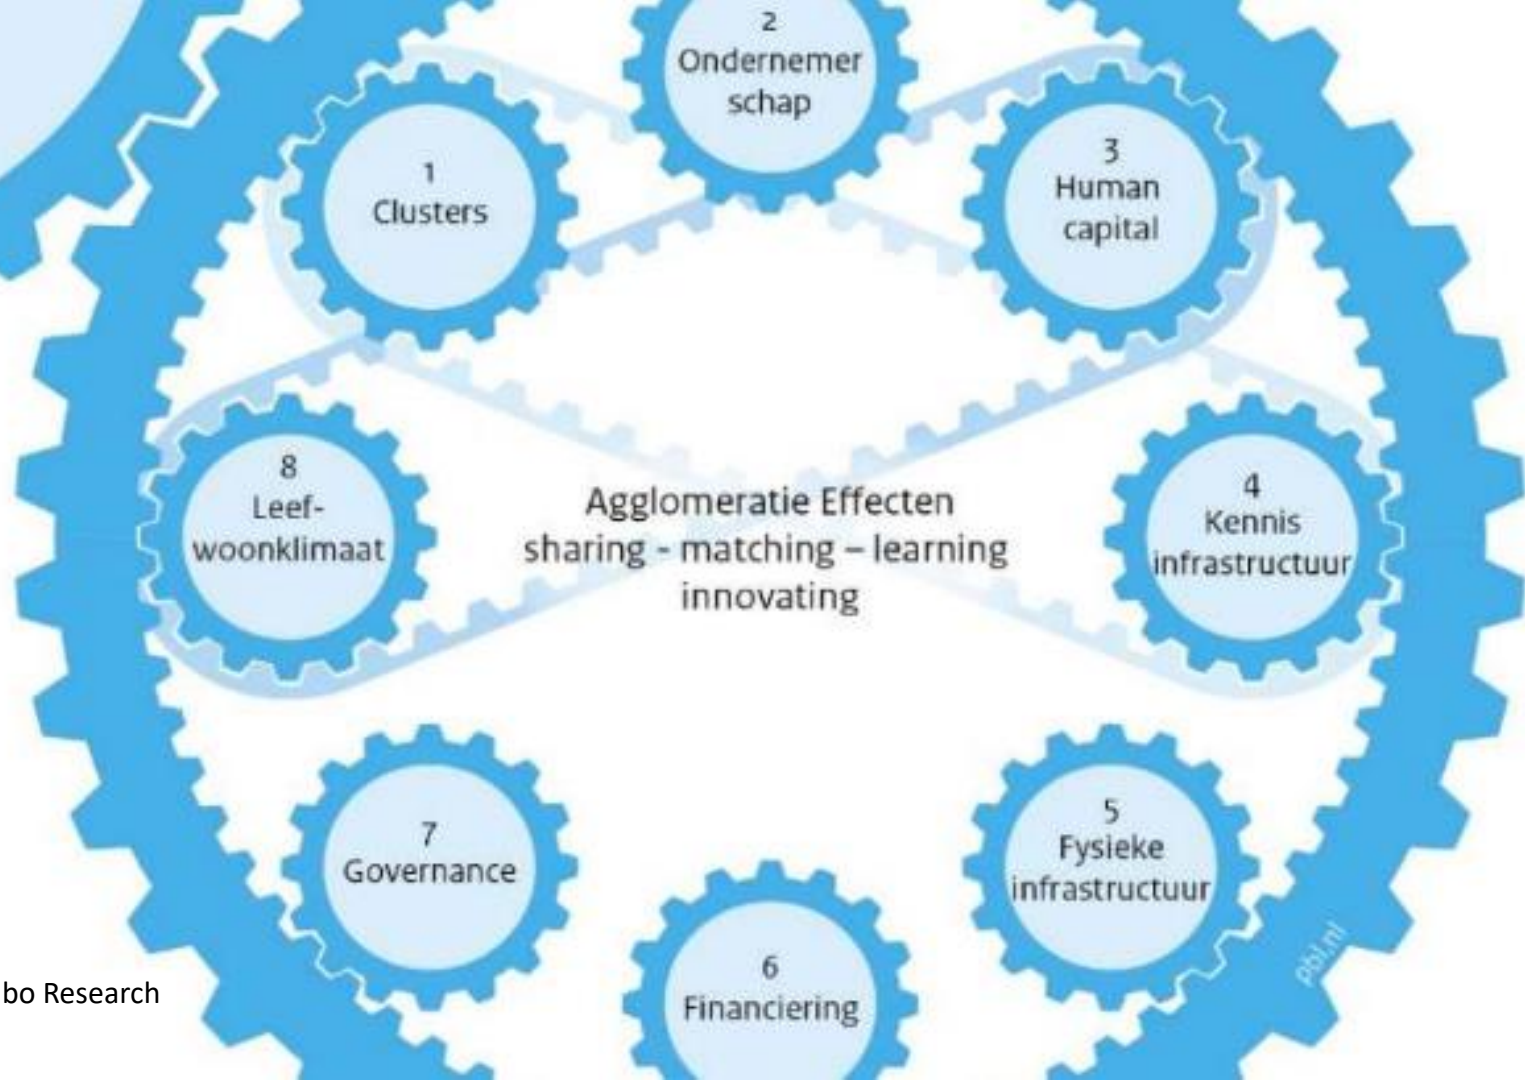 2
Ondernemer
schap
1
Clusters
3
Human
capital
8
Leef-
woonklimaat
Agglomeratie Effecten
sharing - matching – learning
innovating
4
Kennis
infrastructuur
7
Governance
5
Fysieke
infrastructuur
6
Financiering
pbl.nl
bo Research